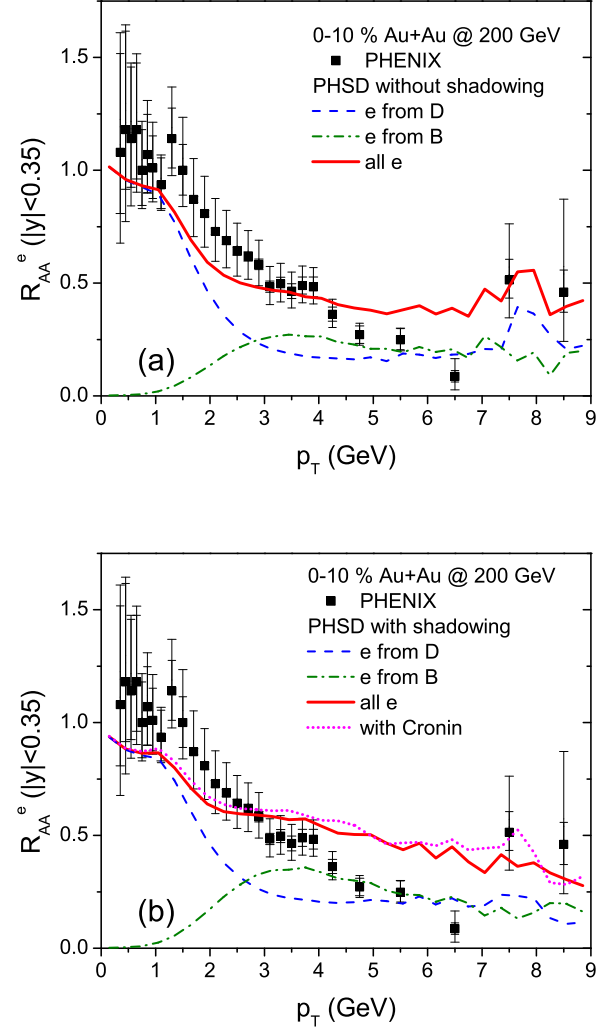 0-10 % Au+Au @ 200 GeV
PHENIX
PHSD without shadowing
e from D
e from B
all e
1.5
1.0
0.5
0.0
R_AA^e (|y|<0.35)
(a)
0 1 2 3 4 5 6 7 8 9
p_T (GeV)
0-10 % Au+Au @ 200 GeV
PHENIX
PHSD with shadowing
e from D
e from B
all e
with Cronin
1.5
1.0
0.5
0.0
R_AA^e (|y|<0.35)
(b)
0 1 2 3 4 5 6 7 8 9
p_T (GeV)